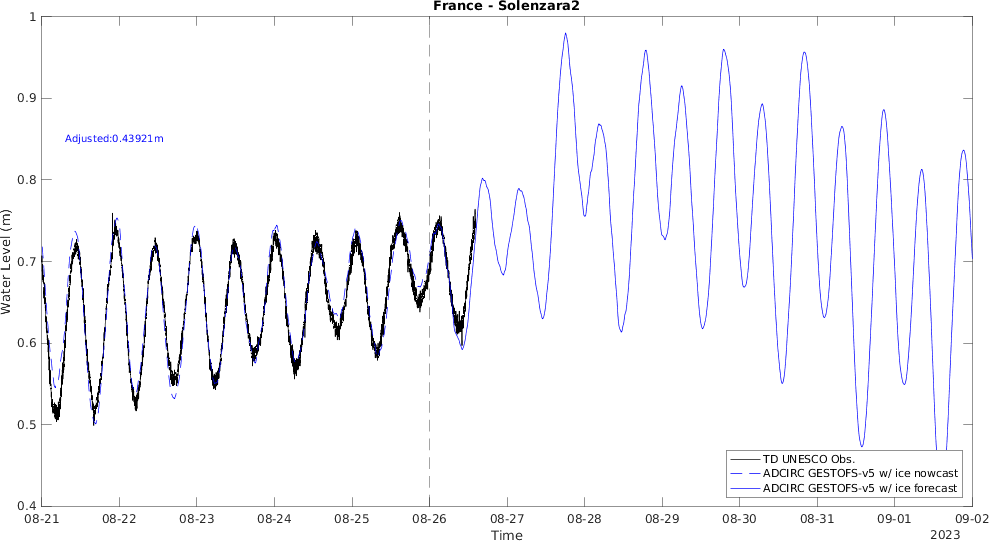 France - Solenzara2
1
0.9
0.8
0.7
0.6
0.5
0.4
Water Level (m)
Adjusted:0.43921m
TD UNESCO Obs.
ADCIRC GESTOFS-v5 w/ ice nowcast
ADCIRC GESTOFS-v5 w/ ice forecast
08-21 08-22 08-23 08-24 08-25 08-26 08-27 08-28 08-29 08-30 08-31 09-01 09-02
Time
2023